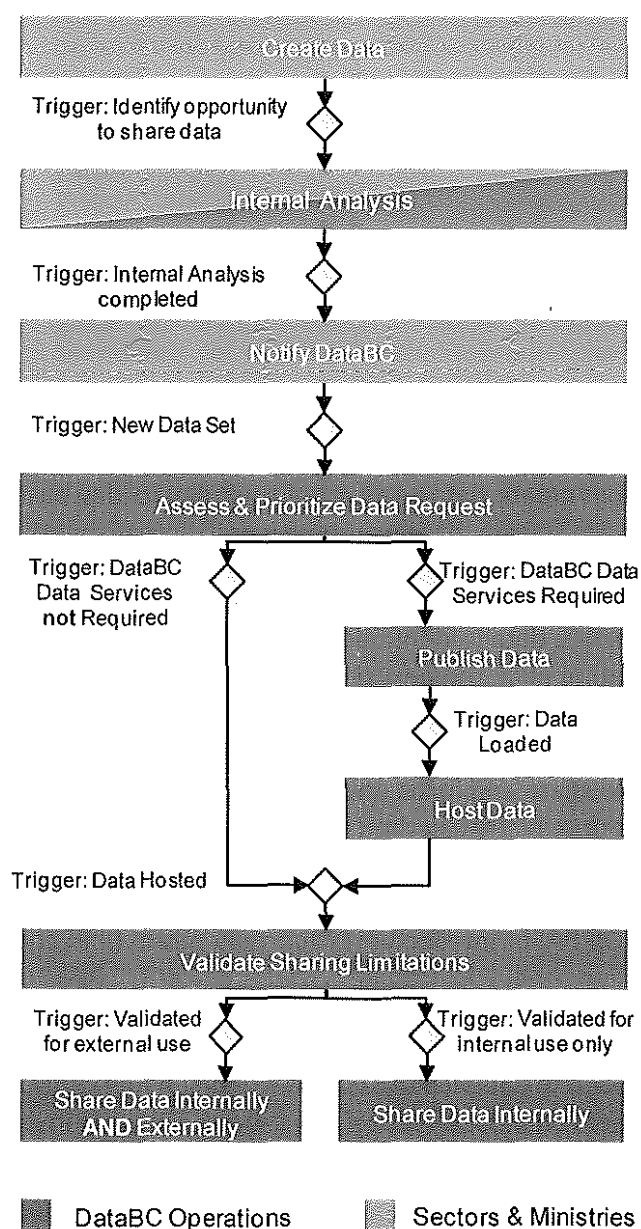 Create Data
Trigger: Identify opportunity
to share data
Internal Analysis
Trigger: Internal Analysis
completed
Notify DataBC
Trigger: New Data Set
Assess & Prioritize Data Request
Trigger: DataBC
Data Services
not Required
Trigger: DataBC Data
Services Required
Publish Data
Trigger: Data
Loaded
Host Data
Trigger: Data Hosted
Validate Sharing Limitations
Trigger: Validated
for external use
Trigger: Validated for
internal use only
Share Data Internally
AND Externally
Share Data Internally
DataBC Operations
Sectors & Ministries